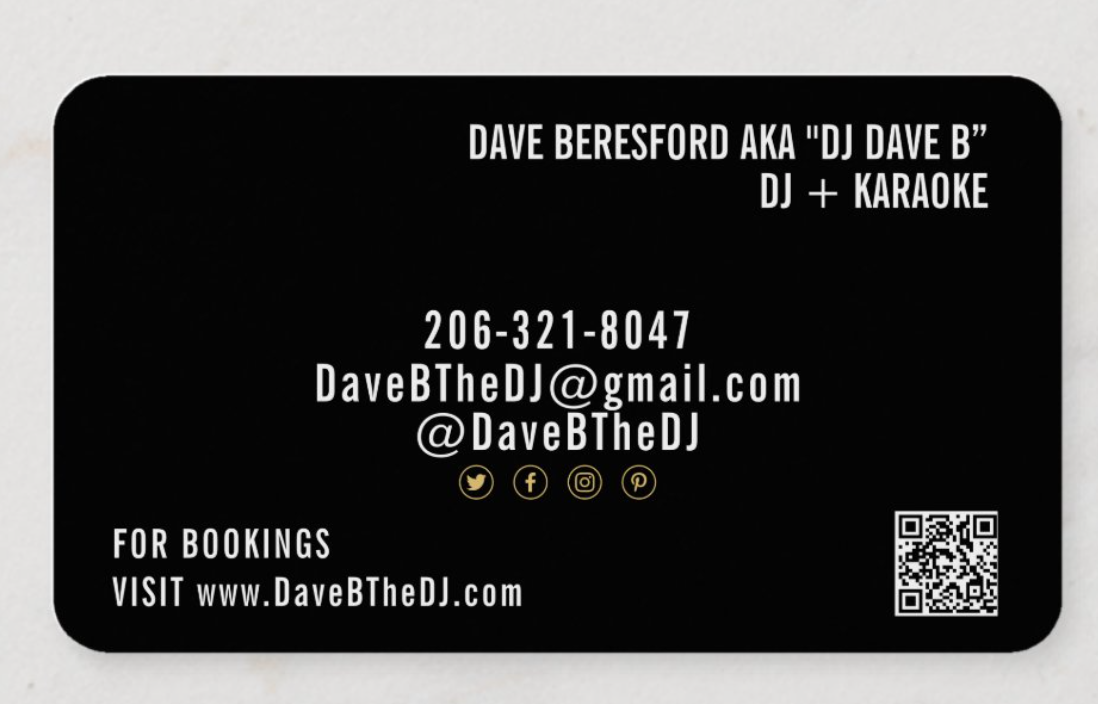 DAVE BERESFORD AKA "DJ DAVE B”
DJ + KARAOKE
206-321-8047
DaveBTheDJ@gmail.com
@DaveBTheDJ
FOR BOOKINGS
VISIT www.DaveBTheDJ.com